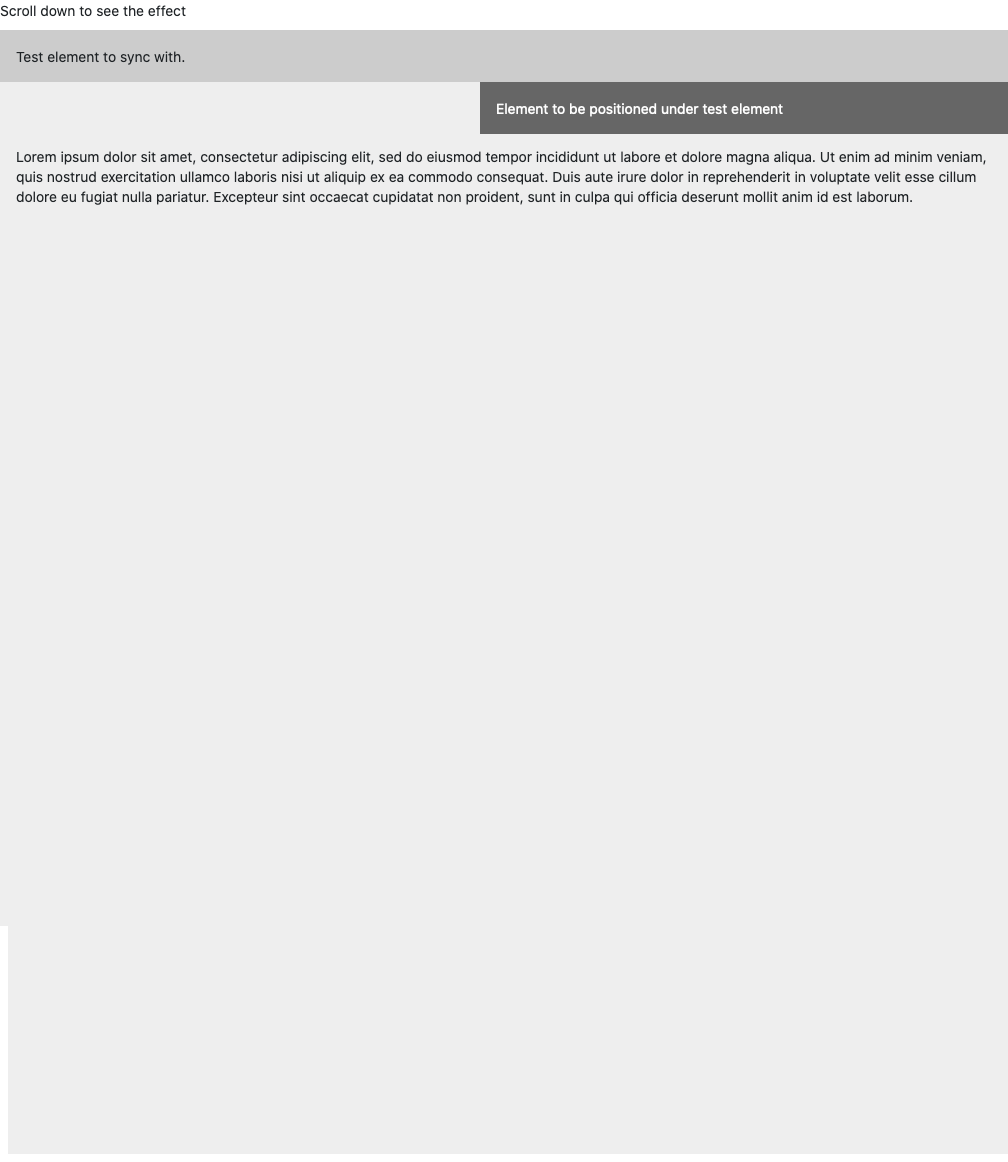 Scroll down to see the effect
Test element to sync with.
Element to be positioned under test element
Lorem ipsum dolor sit amet, consectetur adipiscing elit, sed do eiusmod tempor incididunt ut labore et dolore magna aliqua. Ut enim ad minim veniam,
quis nostrud exercitation ullamco laboris nisi ut aliquip ex ea commodo consequat. Duis aute irure dolor in reprehenderit in voluptate velit esse cillum
dolore eu fugiat nulla pariatur. Excepteur sint occaecat cupidatat non proident, sunt in culpa qui officia deserunt mollit anim id est laborum.